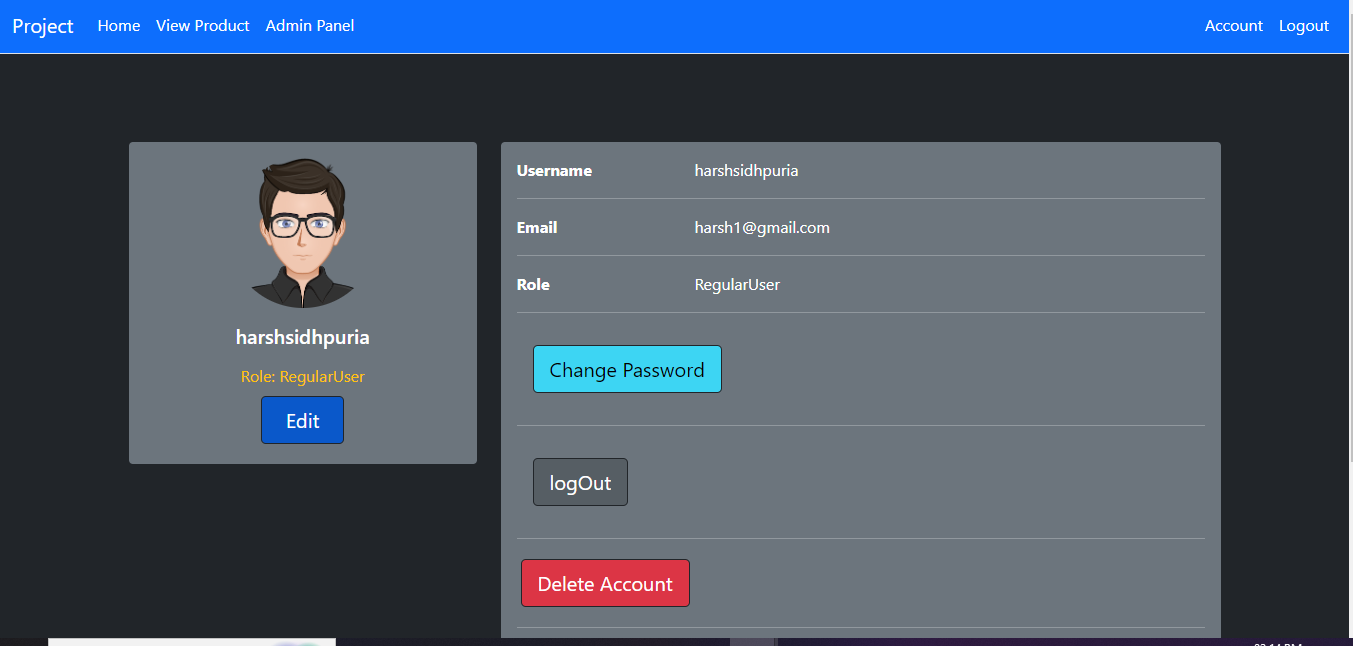 Project Home View Product Admin Panel Account Logout
harshsidhpuria
Role: RegularUser
Edit
Username harshsidhpuria
Email harsh1@gmail.com
Role RegularUser
Change Password
logOut
Delete Account